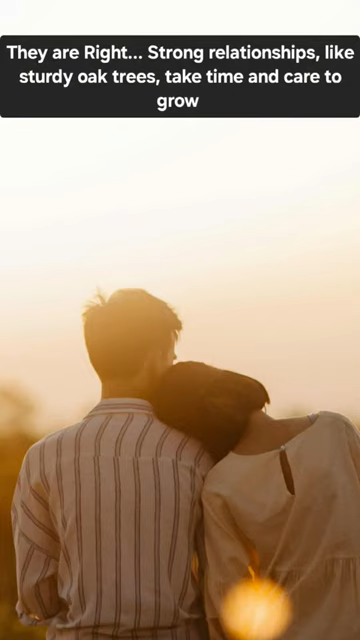 They are Right... Strong relationships, like
sturdy oak trees, take time and care to
grow